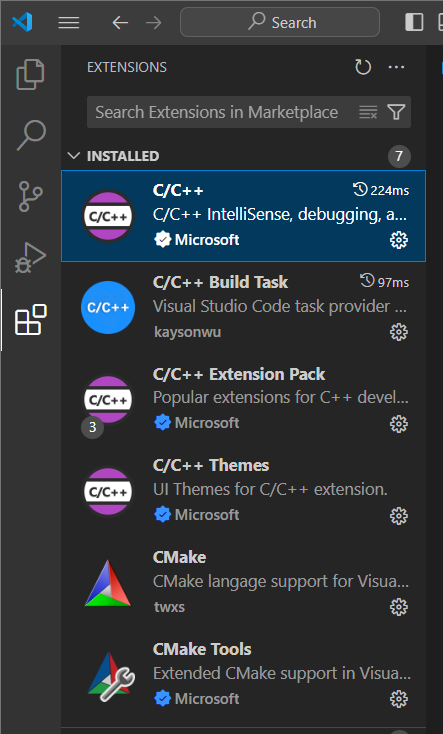 Search
EXTENSIONS
Search Extensions in Marketplace
INSTALLED 7
C/C++ C/C++ 224ms
C/C++ IntelliSense, debugging, a...
Microsoft
C/C++ C/C++ Build Task 97ms
Visual Studio Code task provider ...
kaysonwu
C/C++ C/C++ Extension Pack
Popular extensions for C++ devel...
3 Microsoft
C/C++ C/C++ Themes
UI Themes for C/C++ extension.
Microsoft
CMake
CMake langage support for Visua...
twxs
CMake Tools
Extended CMake support in Visua...
Microsoft